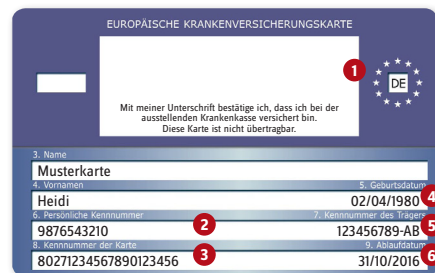 EUROPÄISCHE KRANKENVERSICHERUNGSKARTE
1
DE
Mit meiner Unterschrift bestätige ich, dass ich bei der
ausstellenden Krankenkasse versichert bin.
Diese Karte ist nicht übertragbar.
3. Name
Musterkarte
4. Vornamen 5. Geburtsdatum
Heidi 02/04/1980 4
6. Persönliche Kennnummer 7. Kennnummer des Trägers
9876543210 2 123456789-AB 5
8. Kennnummer der Karte 9. Ablaufdatum
80271234567890123456 3 31/10/2016 6